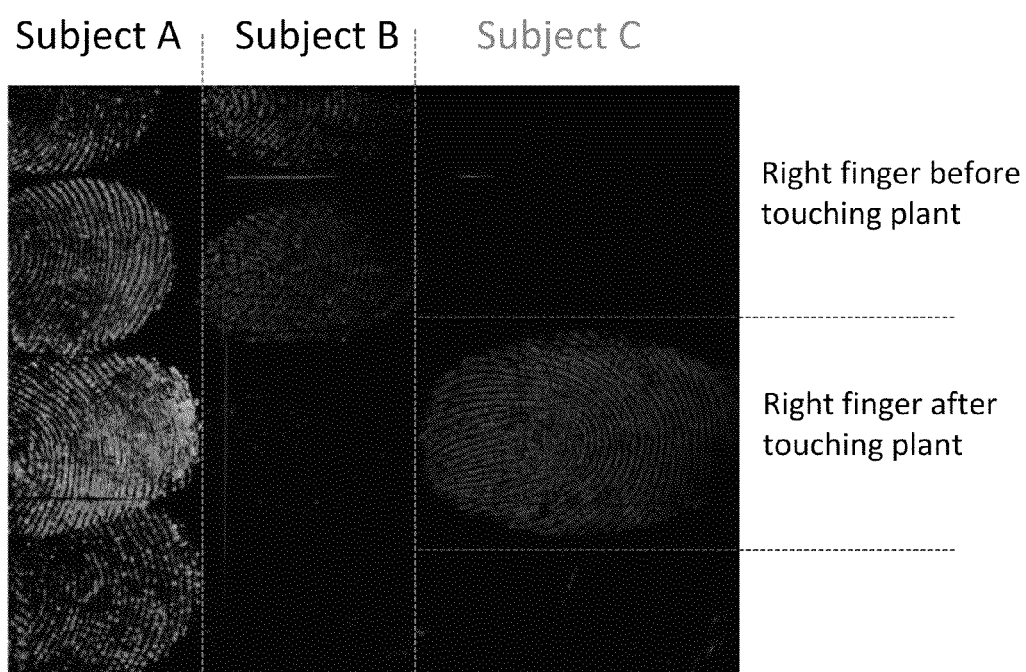 Subject A
Subject B
Subject C
Right finger before
touching plant
Right finger after
touching plant